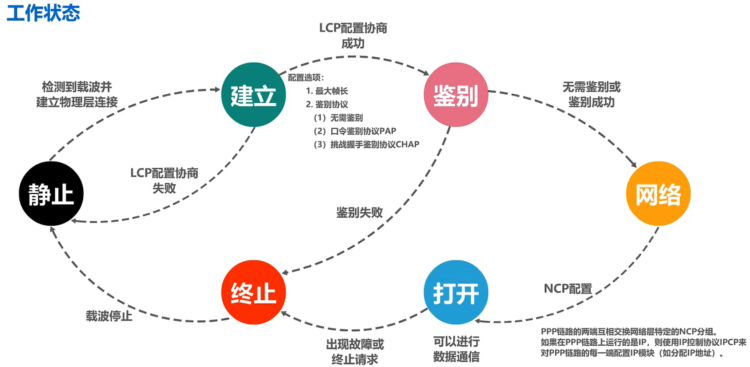 工作状态
LCP配置协商
成功
检测到载波并
建立物理层连接
建立
配置选项：
1. 最大帧长
2. 鉴别协议
（1）无需鉴别
（2）口令鉴别协议PAP
（3）挑战握手鉴别协议CHAP
鉴别
无需鉴别或
鉴别成功
LCP配置协商
失败
静止
网络
鉴别失败
终止
打开
NCP配置
载波停止
出现故障或
终止请求
可以进行
数据通信
PPP链路的两端互相交换网络层特定的NCP分组。
如果在PPP链路上运行的是IP，则使用IP控制协议IPCP来
对PPP链路的每一端配置IP模块（如分配IP地址）。